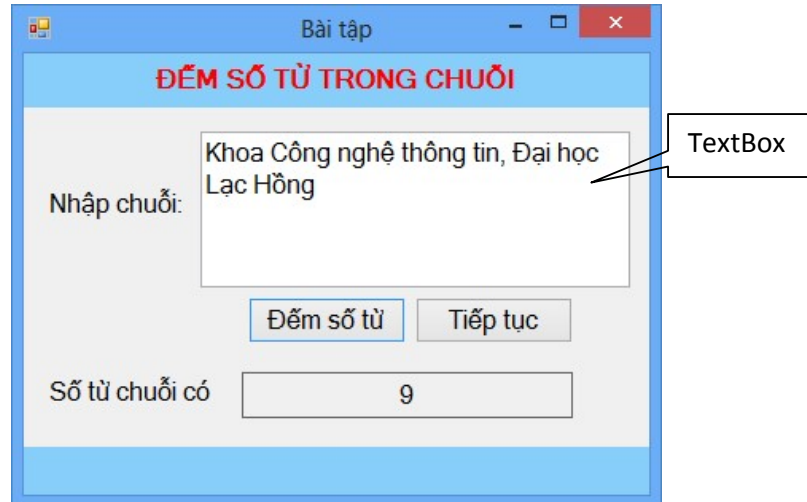 Bài tập
ĐẾM SỐ TỪ TRONG CHUỖI
Khoa Công nghệ thông tin, Đại học
Lạc Hồng
TextBox
Nhập chuỗi:
Đếm số từ
Tiếp tục
Số từ chuỗi có
9